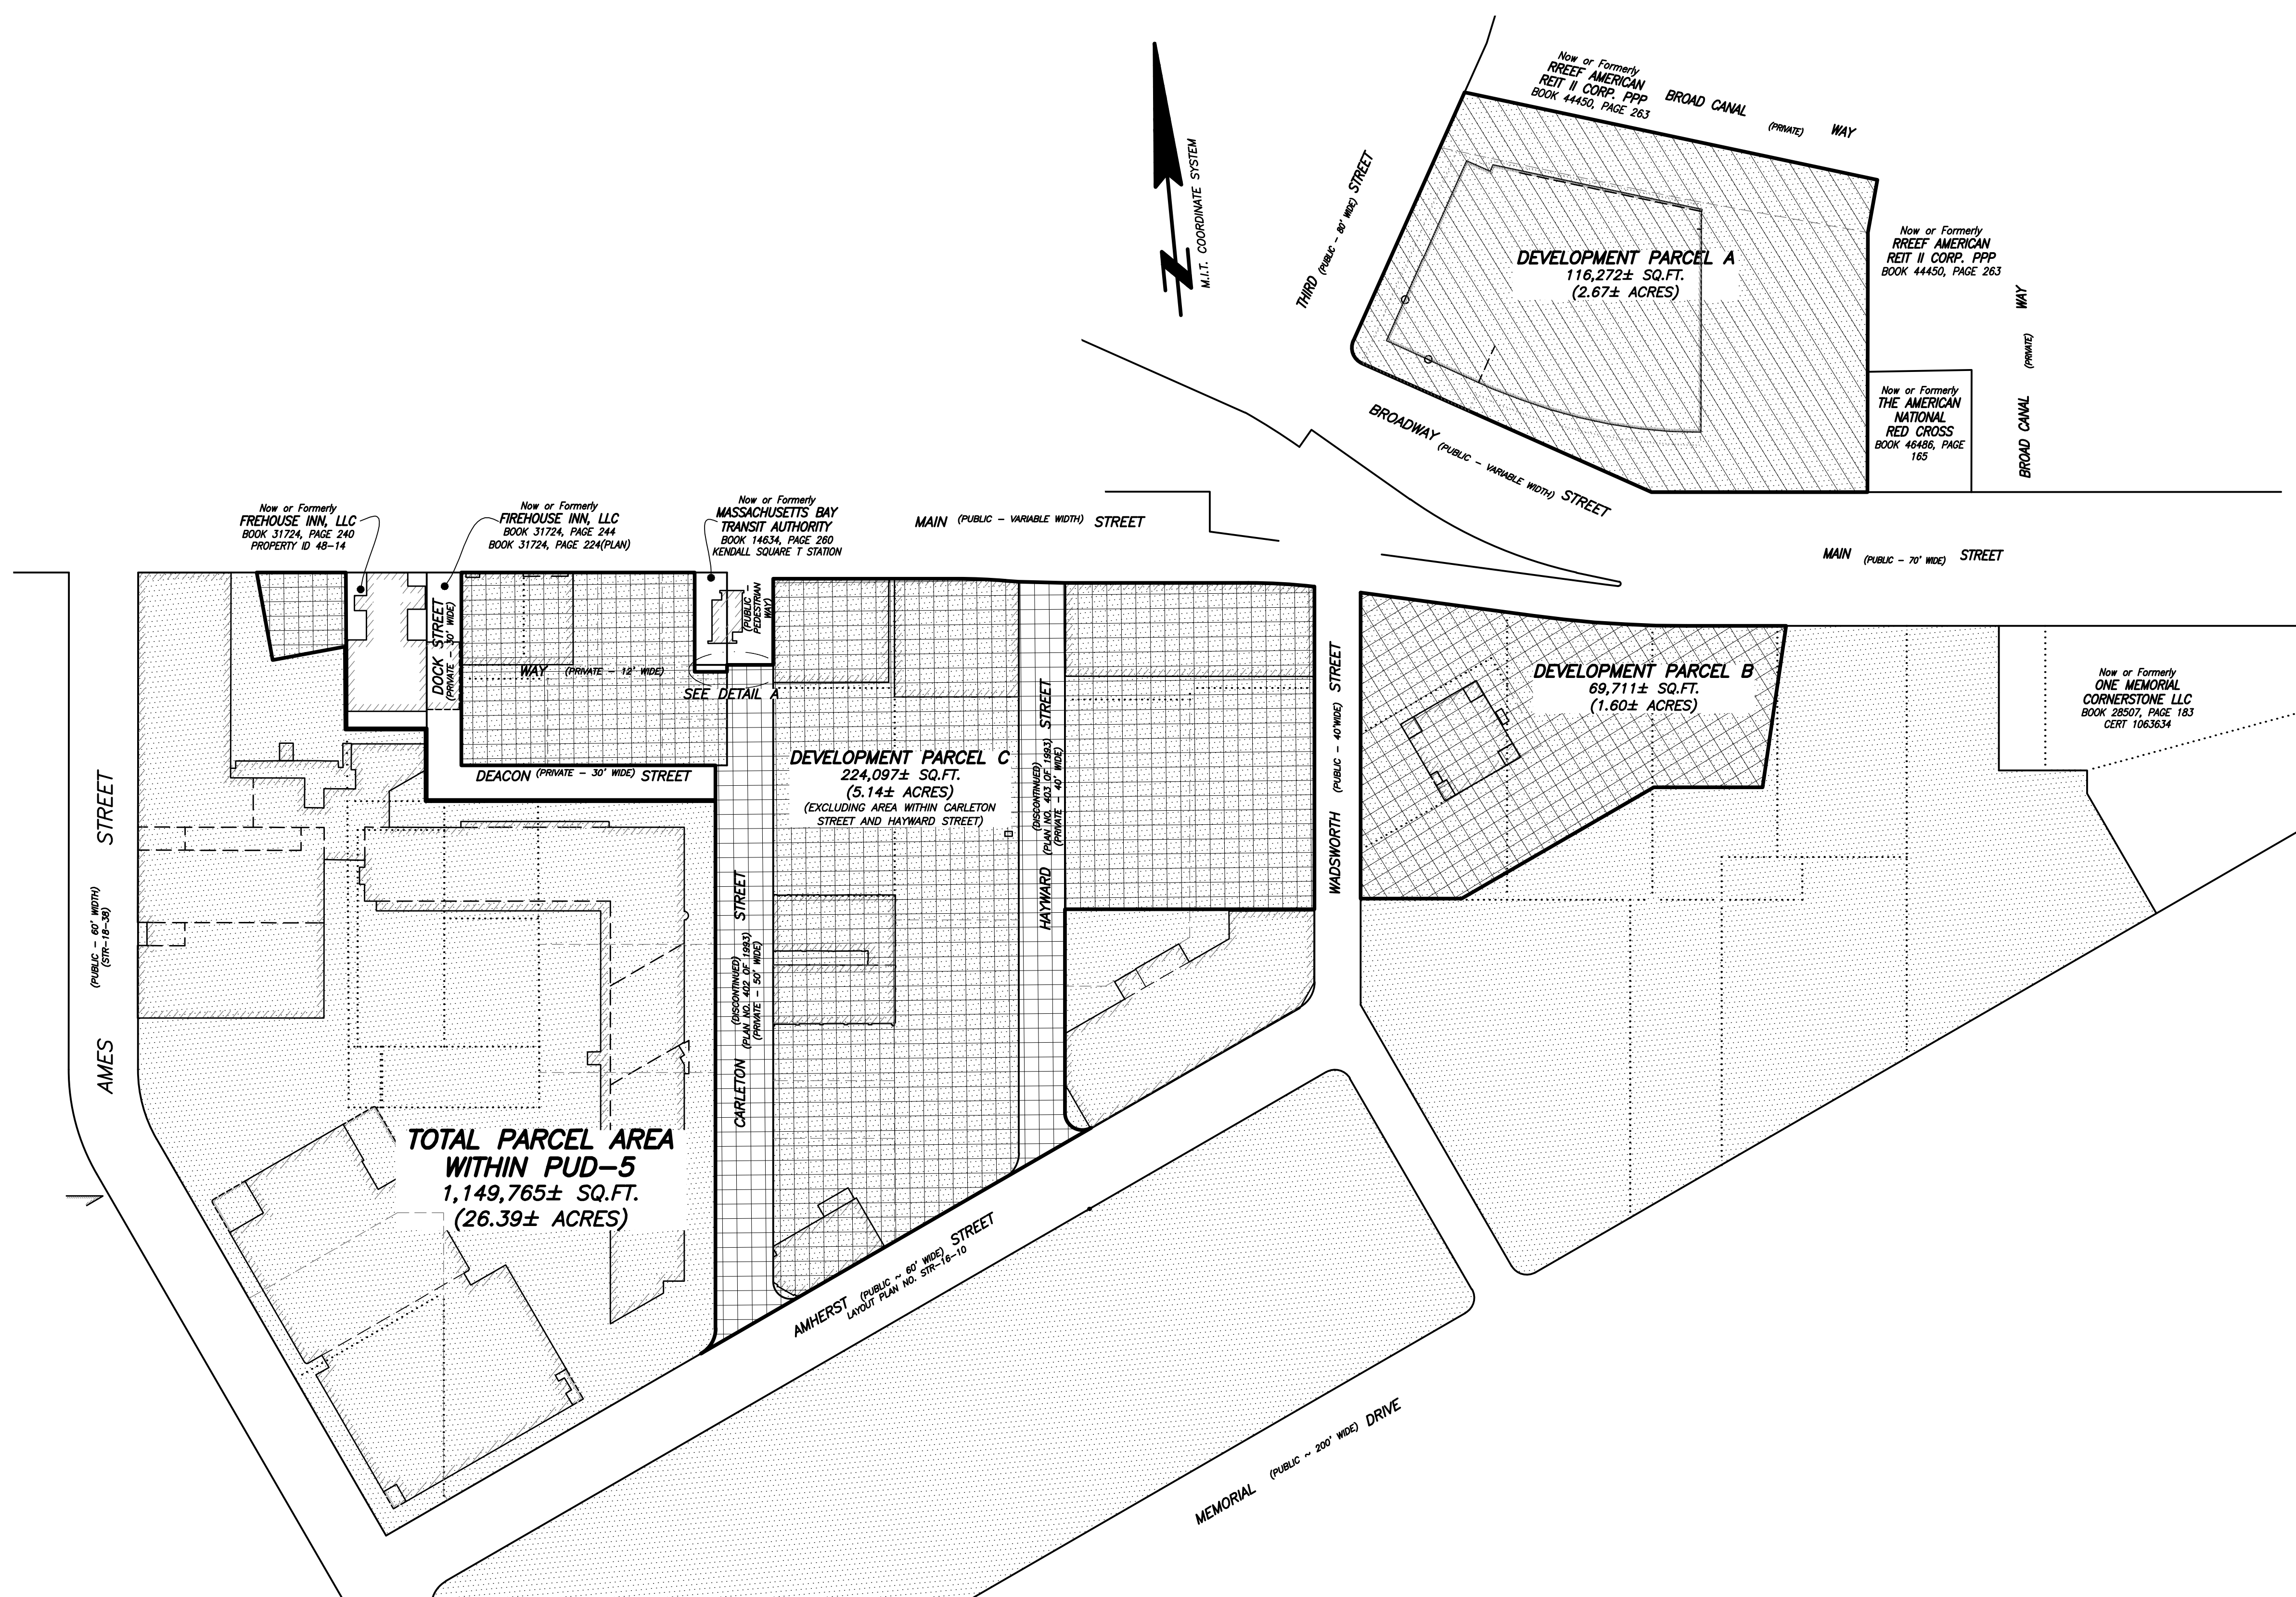 Now or Formerly
RREEF AMERICAN
REIT II CORP. PPP
BOOK 44450, PAGE 263
BROAD CANAL (PRIVATE) WAY
M.I.T. COORDINATE SYSTEM
THIRD (PUBLIC - 80' WIDE) STREET
DEVELOPMENT PARCEL A
116,272± SQ.FT.
(2.67± ACRES)
Now or Formerly
RREEF AMERICAN
REIT II CORP. PPP
BOOK 44450, PAGE 263
BROAD CANAL (PRIVATE) WAY
Now or Formerly
THE AMERICAN
NATIONAL
RED CROSS
BOOK 46486, PAGE
165
BROADWAY (PUBLIC - VARIABLE WIDTH) STREET
Now or Formerly
FREHOUSE INN, LLC
BOOK 31724, PAGE 240
PROPERTY ID 48-14
Now or Formerly
FIREHOUSE INN, LLC
BOOK 31724, PAGE 244
BOOK 31724, PAGE 224(PLAN)
Now or Formerly
MASSACHUSETTS BAY
TRANSIT AUTHORITY
BOOK 14634, PAGE 260
KENDALL SQUARE T STATION
MAIN (PUBLIC - VARIABLE WIDTH) STREET
MAIN (PUBLIC - 70' WIDE) STREET
DOCK STREET
(PRIVATE - 30' WIDE)
(PUBLIC -
PEDESTRIAN
WAY)
WAY (PRIVATE - 12' WIDE)
SEE DETAIL A
DEACON (PRIVATE - 30' WIDE) STREET
DEVELOPMENT PARCEL B
69,711± SQ.FT.
(1.60± ACRES)
Now or Formerly
ONE MEMORIAL
CORNERSTONE LLC
BOOK 28507, PAGE 183
CERT 1063634
DEVELOPMENT PARCEL C
224,097± SQ.FT.
(5.14± ACRES)
(EXCLUDING AREA WITHIN CARLETON
STREET AND HAYWARD STREET)
HAYWARD STREET
(DISCONTINUED)
(PLAN NO. 403 OF 1993)
(PRIVATE - 40' WIDE)
WADSWORTH (PUBLIC - 40'WIDE) STREET
AMES STREET
(PUBLIC - 60' WIDTH)
(STR-18-38)
CARLETON STREET
(DISCONTINUED)
(PLAN NO. 402 OF 1993)
(PRIVATE - 50' WIDE)
TOTAL PARCEL AREA
WITHIN PUD-5
1,149,765± SQ.FT.
(26.39± ACRES)
AMHERST (PUBLIC ~ 60' WIDE) STREET
LAYOUT PLAN NO. STR-16-10
MEMORIAL (PUBLIC ~ 200' WIDE) DRIVE